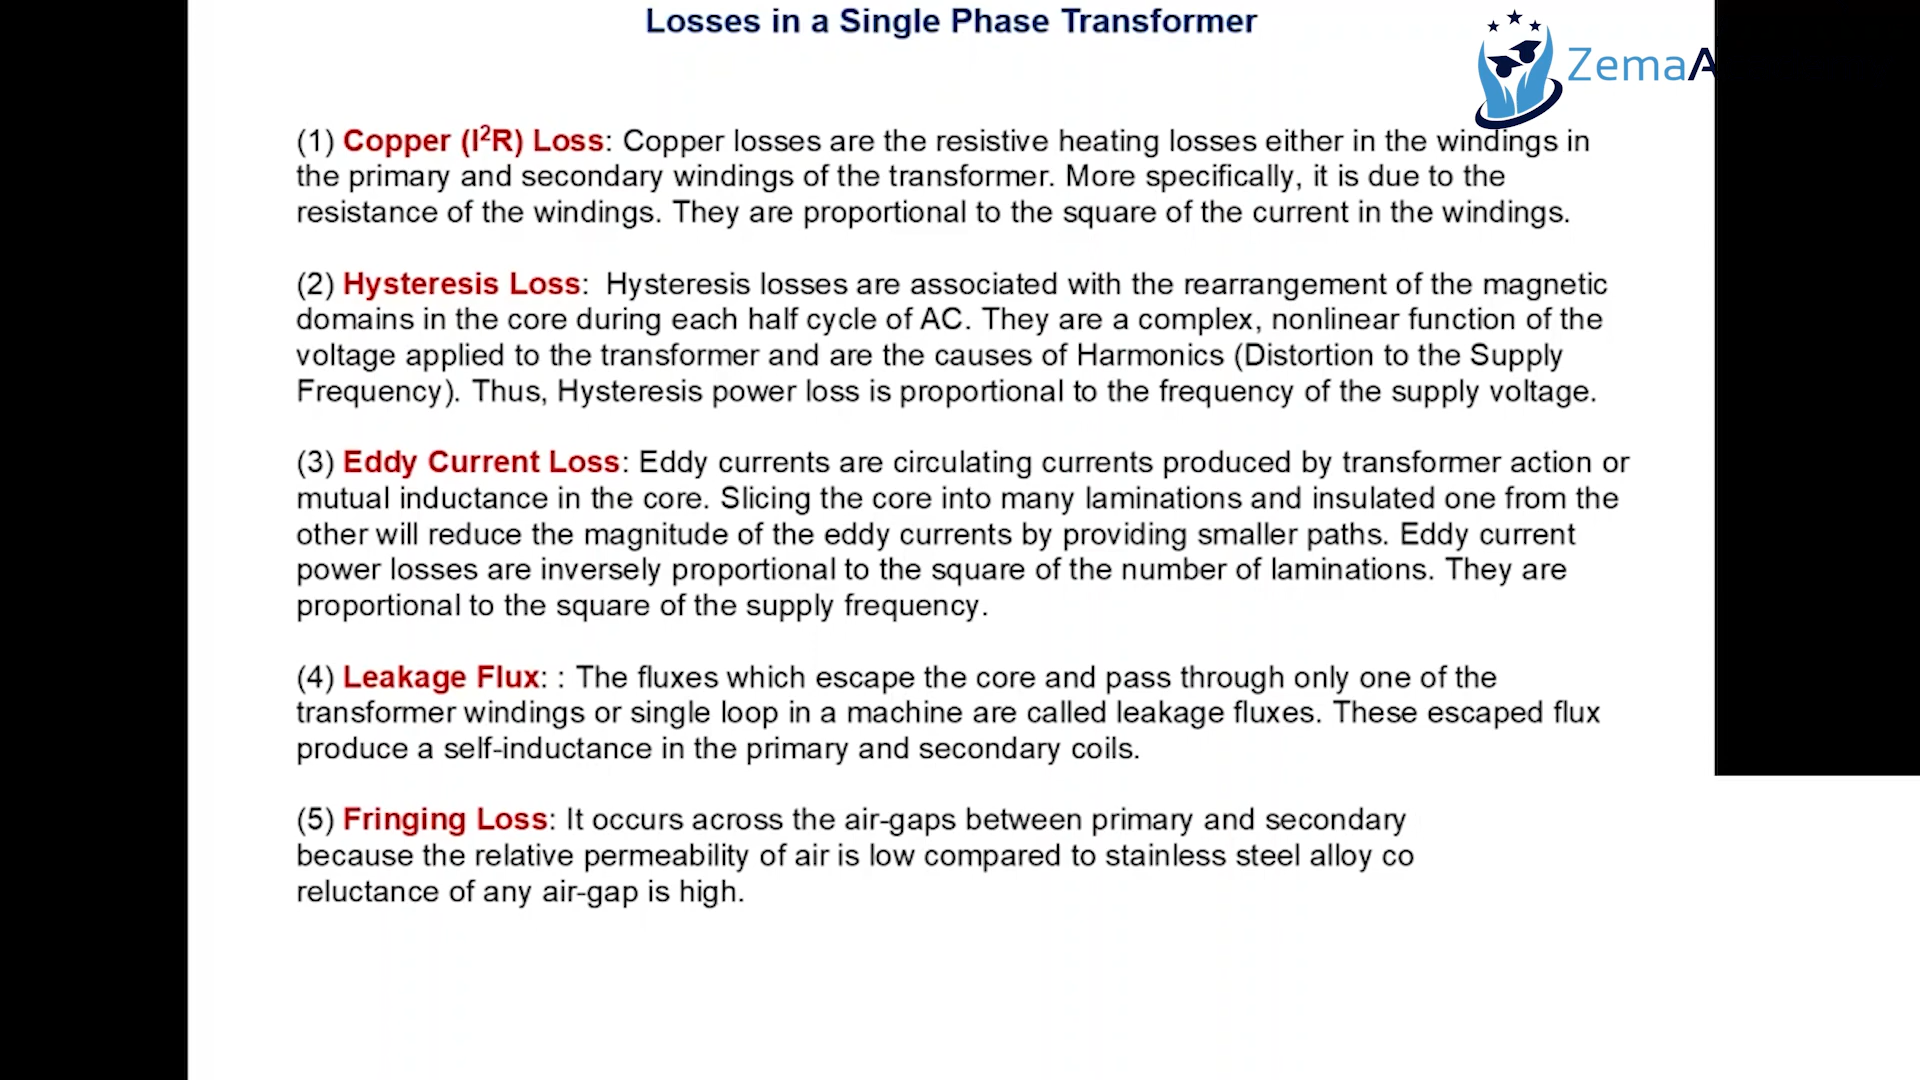 Losses in a Single Phase Transformer
ZemaA
(1) Copper (I²R) Loss: Copper losses are the resistive heating losses either in the windings in
the primary and secondary windings of the transformer. More specifically, it is due to the
resistance of the windings. They are proportional to the square of the current in the windings.
(2) Hysteresis Loss: Hysteresis losses are associated with the rearrangement of the magnetic
domains in the core during each half cycle of AC. They are a complex, nonlinear function of the
voltage applied to the transformer and are the causes of Harmonics (Distortion to the Supply
Frequency). Thus, Hysteresis power loss is proportional to the frequency of the supply voltage.
(3) Eddy Current Loss: Eddy currents are circulating currents produced by transformer action or
mutual inductance in the core. Slicing the core into many laminations and insulated one from the
other will reduce the magnitude of the eddy currents by providing smaller paths. Eddy current
power losses are inversely proportional to the square of the number of laminations. They are
proportional to the square of the supply frequency.
(4) Leakage Flux: : The fluxes which escape the core and pass through only one of the
transformer windings or single loop in a machine are called leakage fluxes. These escaped flux
produce a self-inductance in the primary and secondary coils.
(5) Fringing Loss: It occurs across the air-gaps between primary and secondary
because the relative permeability of air is low compared to stainless steel alloy co
reluctance of any air-gap is high.